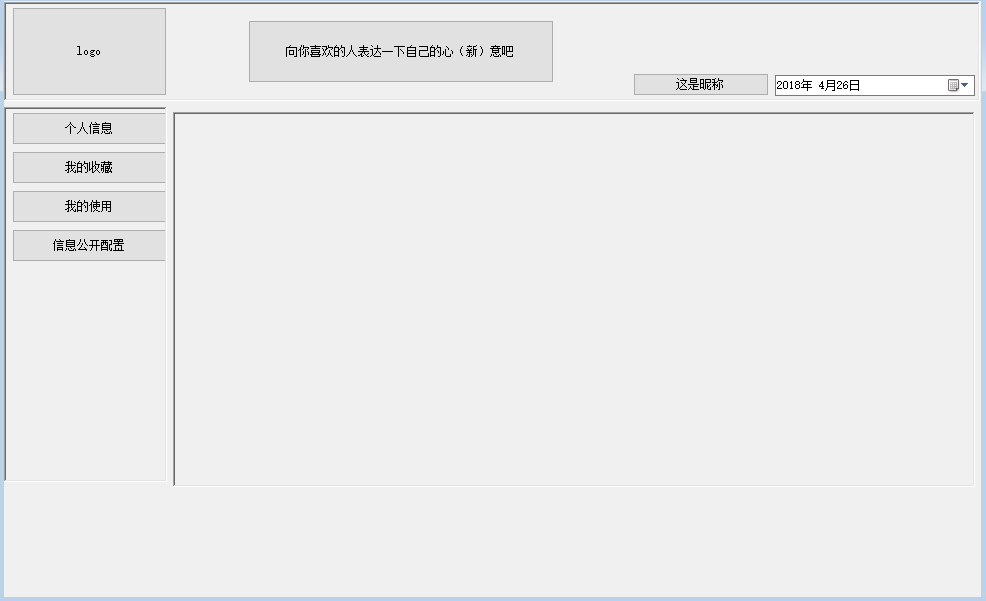 logo
向你喜欢的人表达一下自己的心（新）意吧
这是昵称
2018年 4月26日
个人信息
我的收藏
我的使用
信息公开配置